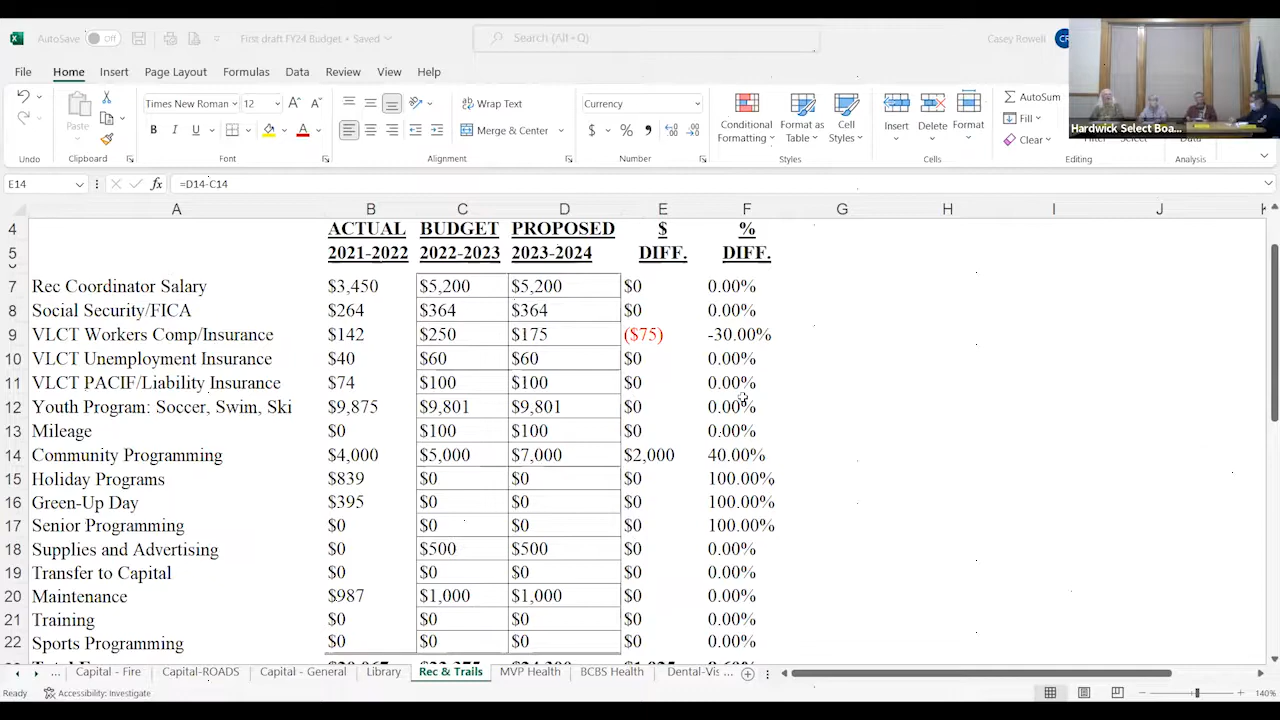 AutoSave Off First draft FY24 Budget • Saved Search (Alt+Q) Casey Rowell CR
File Home Insert Page Layout Formulas Data Review View Help
Times New Roman 12 Wrap Text Currency AutoSum
Paste B I U A Merge & Center $ % Conditional Formatting Format as Table Cell Styles Insert Delete Format Fill
Clear
Hardwick Select Boa...
Undo Clipboard Font Alignment Number Styles Cells Editing Analysis
E14 fx =D14-C14
A B C D E F G H I J
4 ACTUAL BUDGET PROPOSED $ %
5 2021-2022 2022-2023 2023-2024 DIFF. DIFF.
7 Rec Coordinator Salary $3,450 $5,200 $5,200 $0 0.00%
8 Social Security/FICA $264 $364 $364 $0 0.00%
9 VLCT Workers Comp/Insurance $142 $250 $175 ($75) -30.00%
10 VLCT Unemployment Insurance $40 $60 $60 $0 0.00%
11 VLCT PACIF/Liability Insurance $74 $100 $100 $0 0.00%
12 Youth Program: Soccer, Swim, Ski $9,875 $9,801 $9,801 $0 0.00%
13 Mileage $0 $100 $100 $0 0.00%
14 Community Programming $4,000 $5,000 $7,000 $2,000 40.00%
15 Holiday Programs $839 $0 $0 $0 100.00%
16 Green-Up Day $395 $0 $0 $0 100.00%
17 Senior Programming $0 $0 $0 $0 100.00%
18 Supplies and Advertising $0 $500 $500 $0 0.00%
19 Transfer to Capital $0 $0 $0 $0 0.00%
20 Maintenance $987 $1,000 $1,000 $0 0.00%
21 Training $0 $0 $0 $0 0.00%
22 Sports Programming $0 $0 $0 $0 0.00%
... Capital - Fire Capital-ROADS Capital - General Library Rec & Trails MVP Health BCBS Health Dental-Vis ...
Ready Accessibility: Investigate 140%